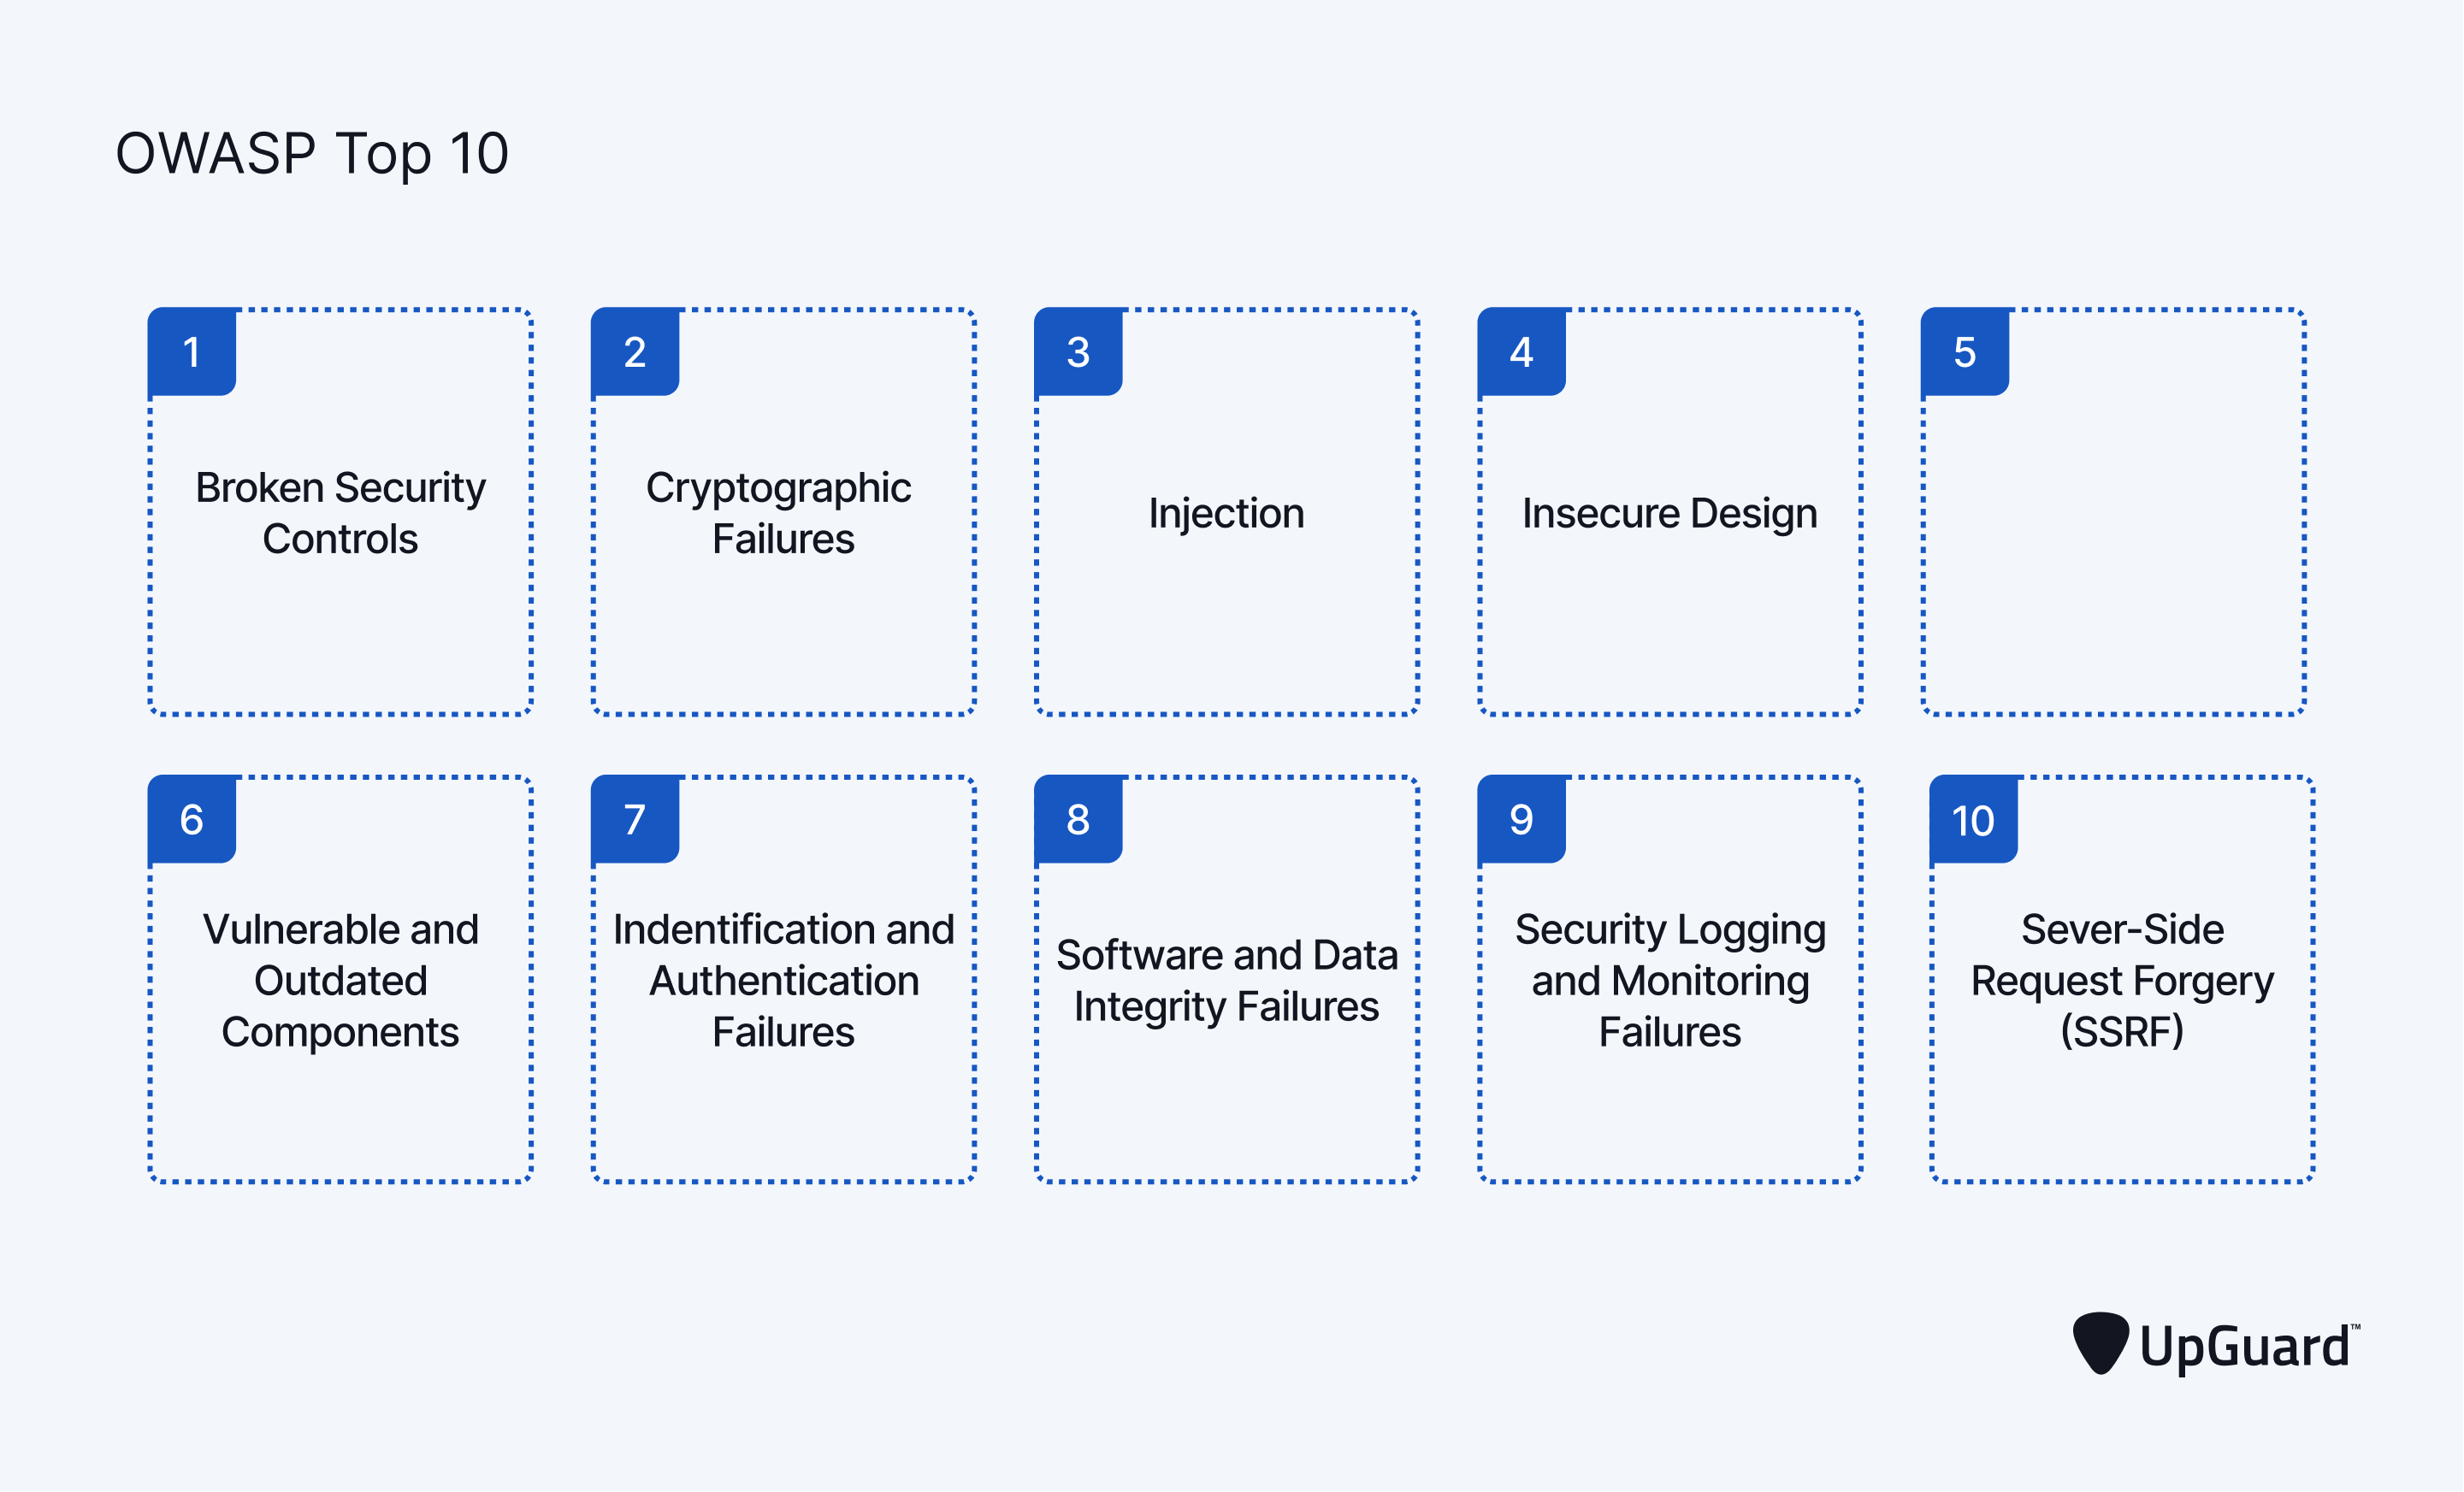 OWASP Top 10
1
Broken Security
Controls
2
Cryptographic
Failures
3
Injection
4
Insecure Design
5
6
Vulnerable and
Outdated
Components
7
Indentification and
Authentication
Failures
8
Software and Data
Integrity Failures
9
Security Logging
and Monitoring
Failures
10
Sever-Side
Request Forgery
(SSRF)
UpGuard™